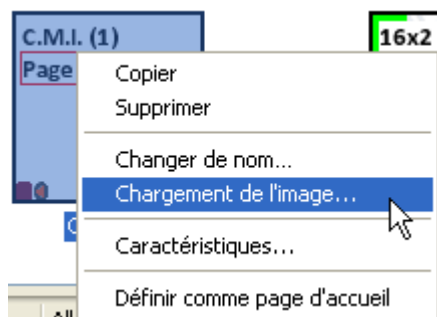 C.M.I. (1)
16x2
Page
Copier
Supprimer
Changer de nom...
Chargement de l'image...
Caractéristiques...
Définir comme page d'accueil